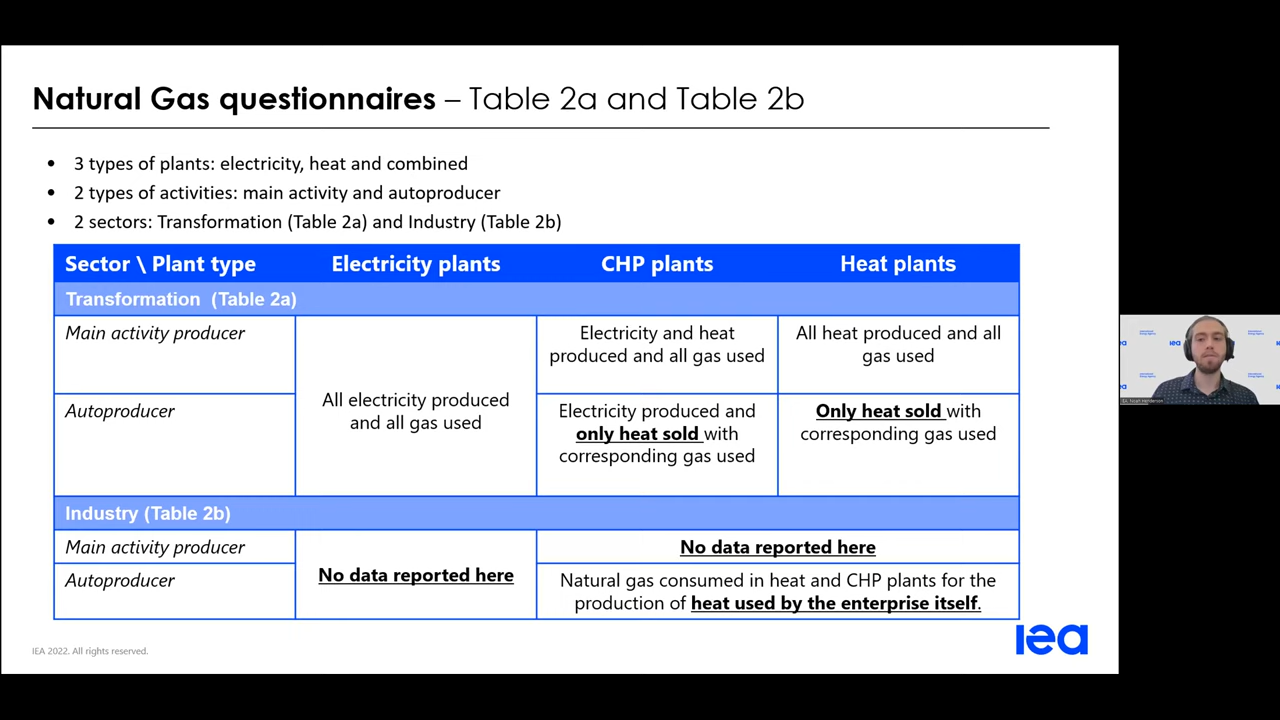 Natural Gas questionnaires – Table 2a and Table 2b
• 3 types of plants: electricity, heat and combined
• 2 types of activities: main activity and autoproducer
• 2 sectors: Transformation (Table 2a) and Industry (Table 2b)
Sector \ Plant type
Electricity plants
CHP plants
Heat plants
Transformation (Table 2a)
Main activity producer
All electricity produced
and all gas used
Electricity and heat
produced and all gas used
All heat produced and all
gas used
Autoproducer
Electricity produced and
only heat sold with
corresponding gas used
Only heat sold with
corresponding gas used
Industry (Table 2b)
Main activity producer
No data reported here
No data reported here
Autoproducer
Natural gas consumed in heat and CHP plants for the
production of heat used by the enterprise itself.
IEA 2022. All rights reserved.
iea
iea
iea
iea